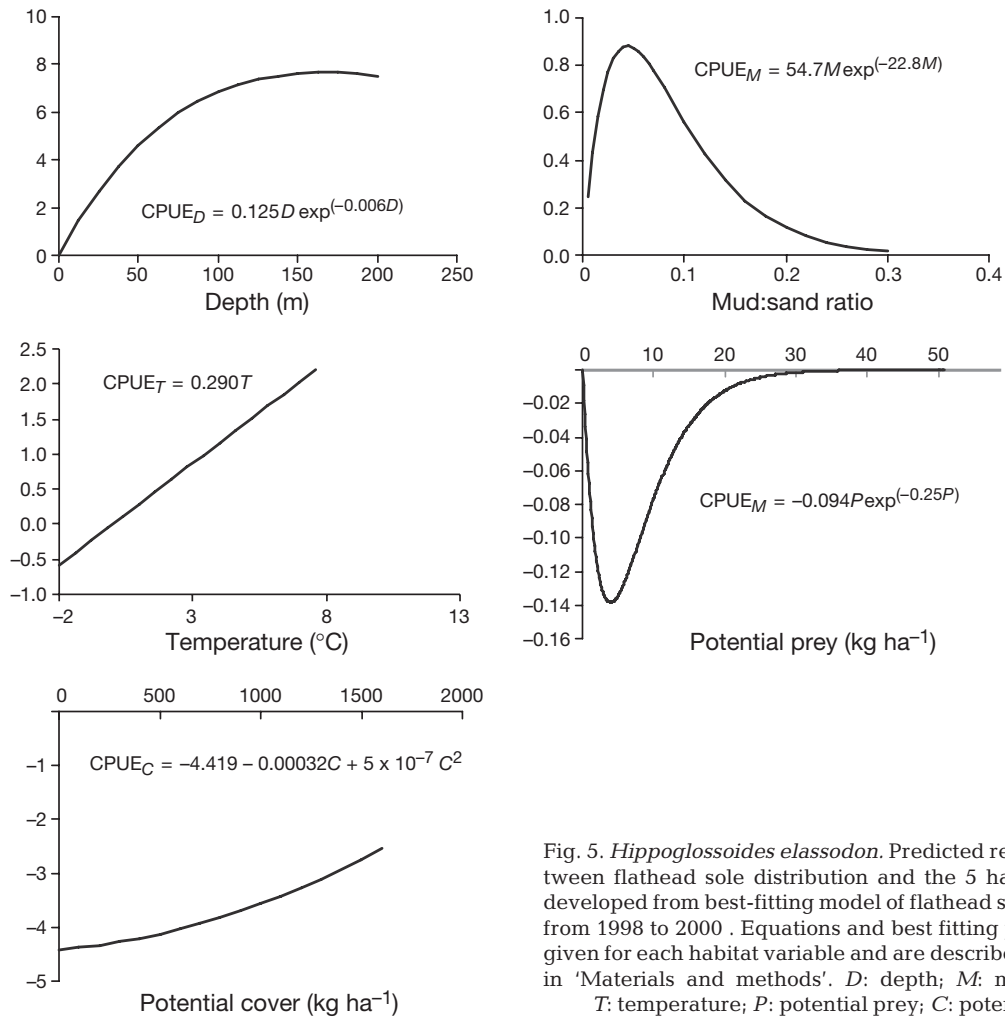 10
8
6
4
2
0
0 50 100 150 200 250
CPUE_D = 0.125D exp^(–0.006D)
Depth (m)
1.0
0.8
0.6
0.4
0.2
0.0
0 0.1 0.2 0.3 0.4
CPUE_M = 54.7M exp^(–22.8M)
Mud:sand ratio
2.5
2.0
1.5
1.0
0.5
0.0
–0.5
–1.0
–2 3 8 13
CPUE_T = 0.290T
Temperature (°C)
0 10 20 30 40 50
–0.02
–0.04
–0.06
–0.08
–0.10
–0.12
–0.14
–0.16
CPUE_M = –0.094P exp^(–0.25P)
Potential prey (kg ha⁻¹)
0 500 1000 1500 2000
–1
–2
–3
–4
–5
CPUE_C = –4.419 – 0.00032C + 5 x 10⁻⁷ C²
Potential cover (kg ha⁻¹)
Fig. 5. Hippoglossoides elassodon. Predicted re
tween flathead sole distribution and the 5 ha
developed from best-fitting model of flathead s
from 1998 to 2000 . Equations and best fitting
given for each habitat variable and are describe
in ‘Materials and methods’. D: depth; M: m
T: temperature; P: potential prey; C: pote